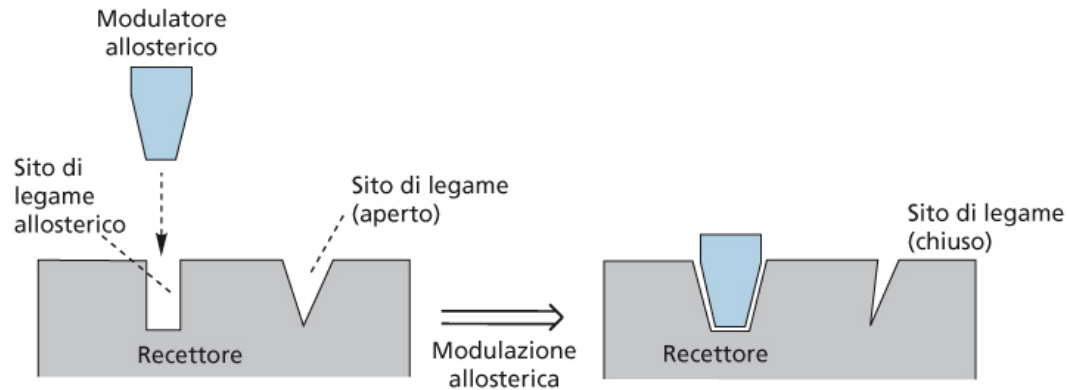 Modulatore
allosterico
Sito di
legame
allosterico
Sito di legame
(aperto)
Recettore
Modulazione
allosterica
Sito di legame
(chiuso)
Recettore